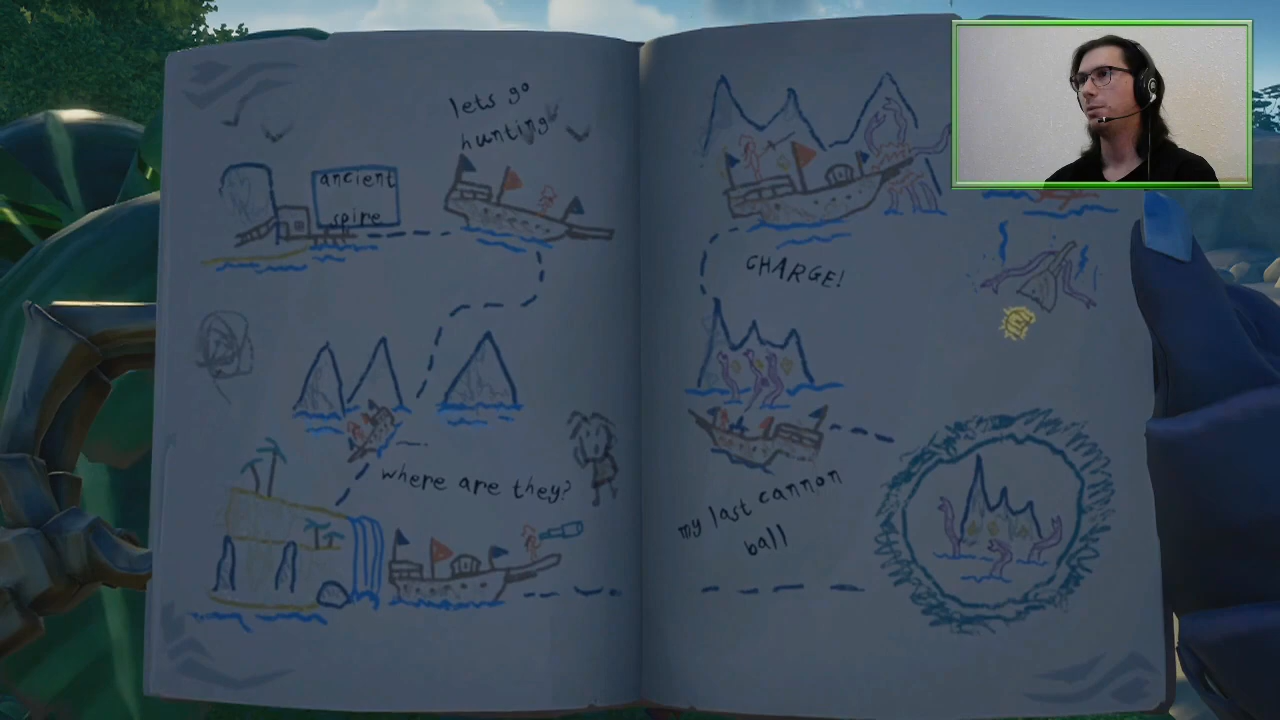 lets go
hunting
ancient
spire
where are they?
CHARGE!
my last cannon
ball